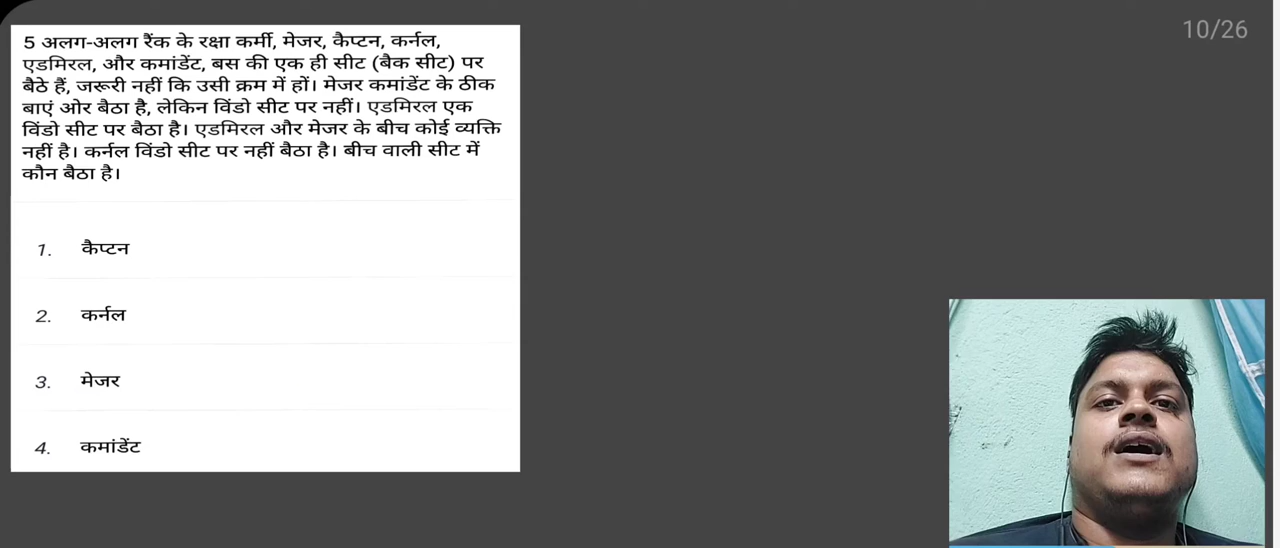 10/26
5 अलग-अलग रैंक के रक्षा कर्मी, मेजर, कैप्टन, कर्नल,
एडमिरल, और कमांडेंट, बस की एक ही सीट (बैक सीट) पर
बैठे हैं, जरूरी नहीं कि उसी क्रम में हों। मेजर कमांडेंट के ठीक
बाएं ओर बैठा है, लेकिन विंडो सीट पर नहीं। एडमिरल एक
विंडो सीट पर बैठा है। एडमिरल और मेजर के बीच कोई व्यक्ति
नहीं है। कर्नल विंडो सीट पर नहीं बैठा है। बीच वाली सीट में
कौन बैठा है।
1. कैप्टन
2. कर्नल
3. मेजर
4. कमांडेंट